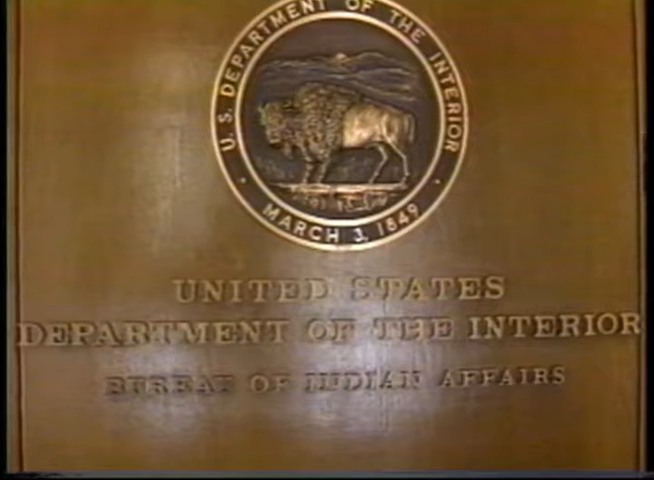 U.S. DEPARTMENT OF THE INTERIOR
MARCH 3, 1849
UNITED STATES
DEPARTMENT OF THE INTERIOR
BUREAU OF INDIAN AFFAIRS